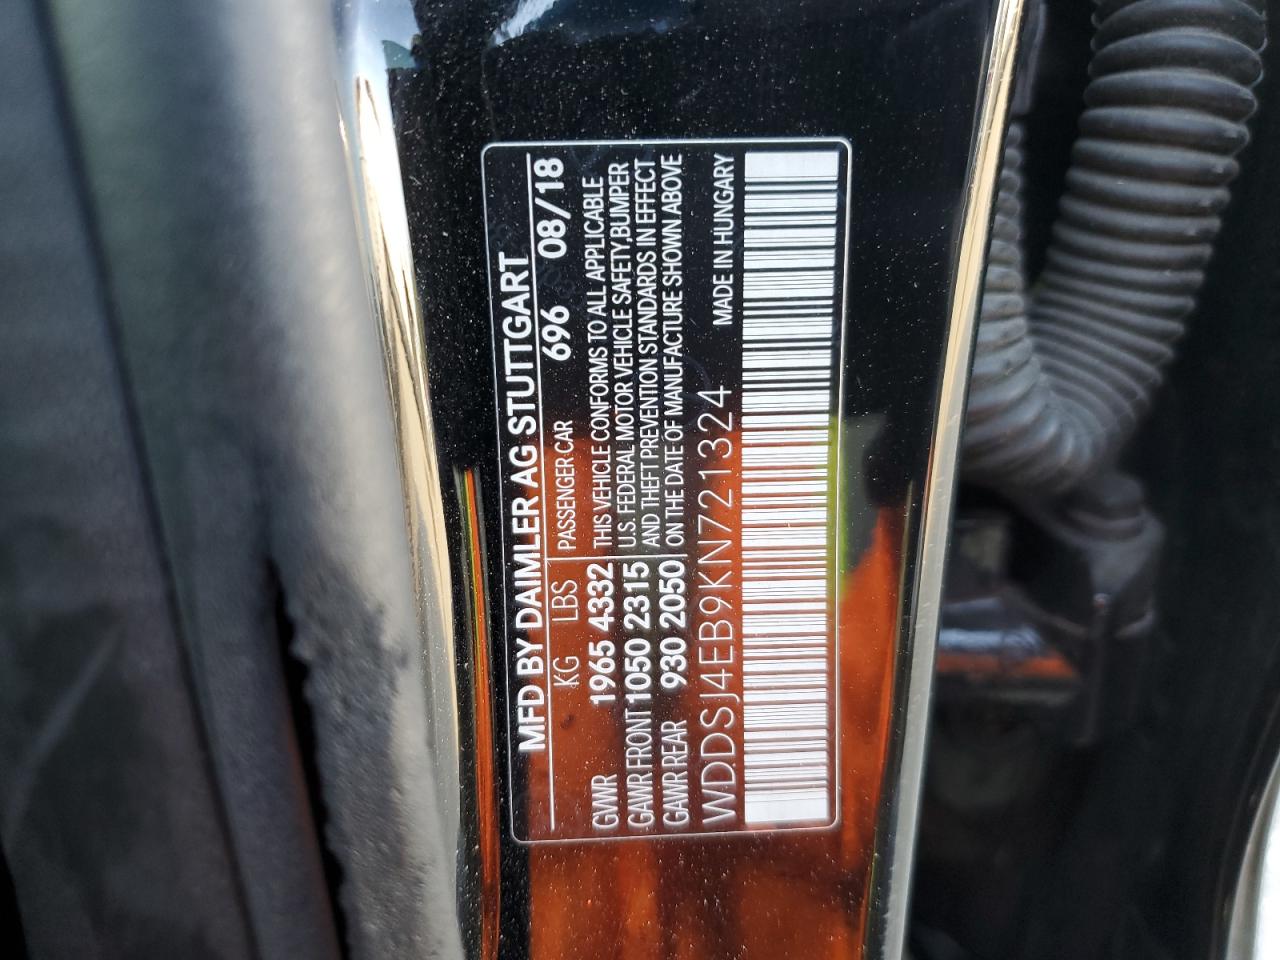 MFD BY DAIMLER AG STUTTGART
KG LBS PASSENGER CAR 696 08/18
GVWR 1965 4332 THIS VEHICLE CONFORMS TO ALL APPLICABLE
GAWR FRONT 1050 2315 U.S. FEDERAL MOTOR VEHICLE SAFETY, BUMPER
GAWR REAR 930 2050 AND THEFT PREVENTION STANDARDS IN EFFECT
ON THE DATE OF MANUFACTURE SHOWN ABOVE
WDDSJ4EB9KN721324 MADE IN HUNGARY